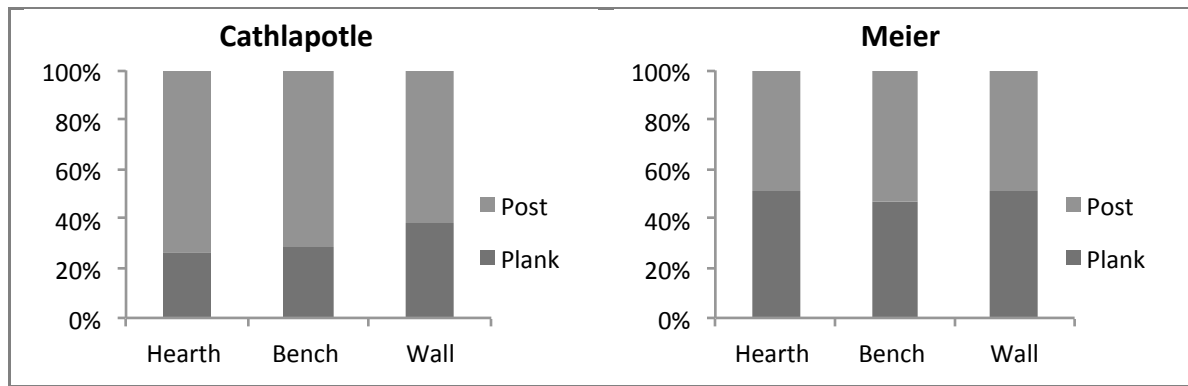 Cathlapotle
100%
80%
60%
40%
20%
0%
Hearth Bench Wall
Post
Plank
Meier
100%
80%
60%
40%
20%
0%
Hearth Bench Wall
Post
Plank